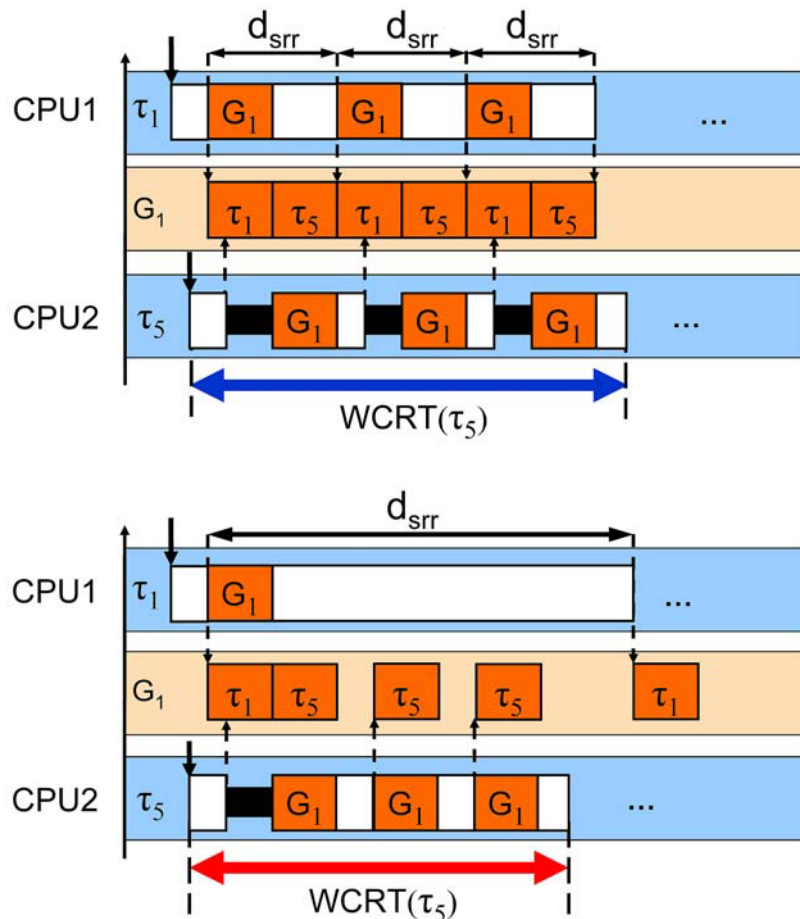 d_srr d_srr d_srr
CPU1 τ₁ G₁ G₁ G₁ ...
G₁ τ₁ τ₅ τ₁ τ₅ τ₁ τ₅
CPU2 τ₅ G₁ G₁ G₁ ...
WCRT(τ₅)
d_srr
CPU1 τ₁ G₁ ...
G₁ τ₁ τ₅ τ₅ τ₅ τ₁
CPU2 τ₅ G₁ G₁ G₁ ...
WCRT(τ₅)